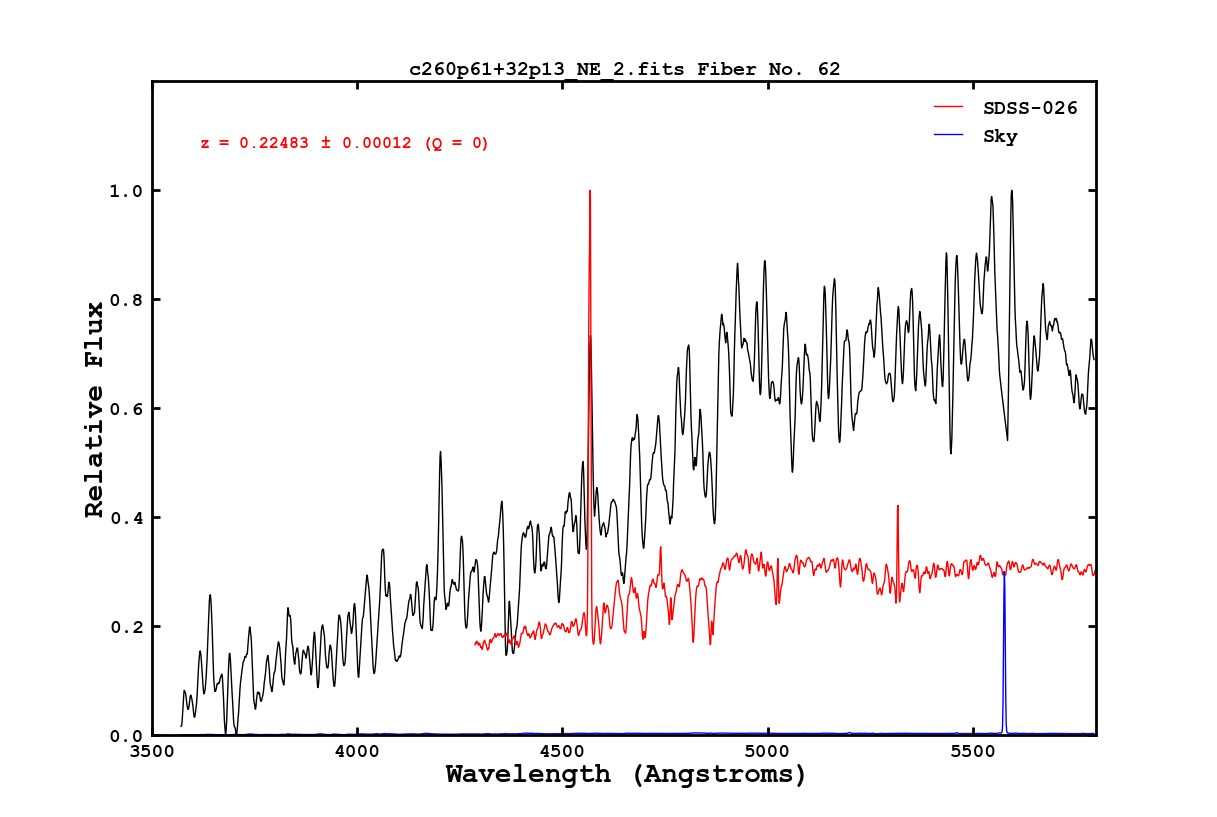 c260p61+32p13_NE_2.fits Fiber No. 62
SDSS-026
Sky
z = 0.22483 ± 0.00012 (Q = 0)
1.0
0.8
0.6
0.4
0.2
0.0
Relative Flux
3500 4000 4500 5000 5500
Wavelength (Angstroms)